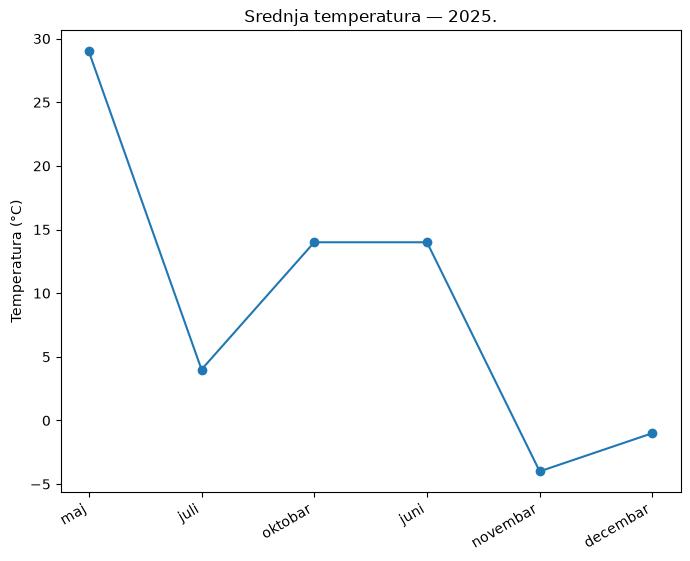 Srednja temperatura — 2025.
Temperatura (°C)
30
25
20
15
10
5
0
−5
maj
juli
oktobar
juni
novembar
decembar